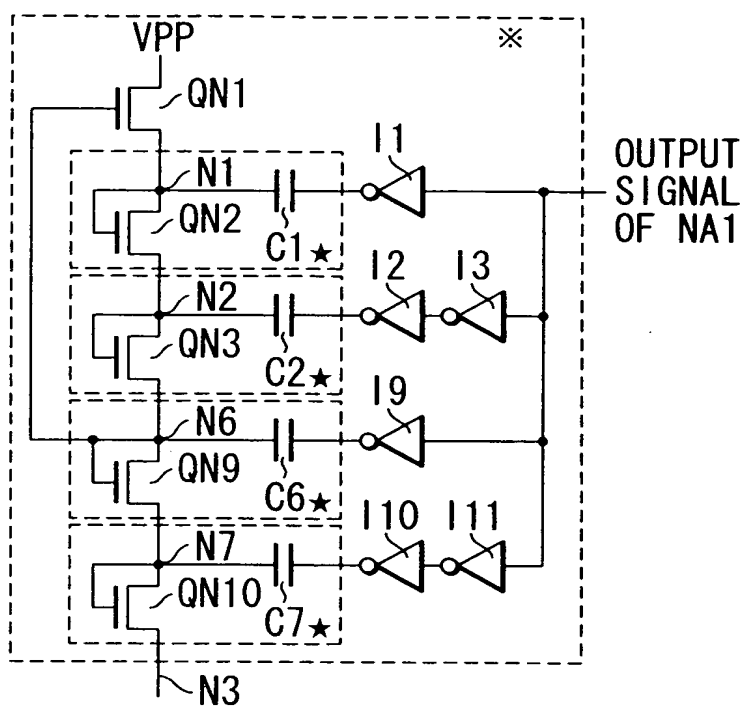 VPP
※
QN1
I1
OUTPUT
SIGNAL
OF NA1
N1
QN2
C1★
I2
I3
N2
QN3
C2★
I9
N6
QN9
C6★
I10
I11
N7
QN10
C7★
N3